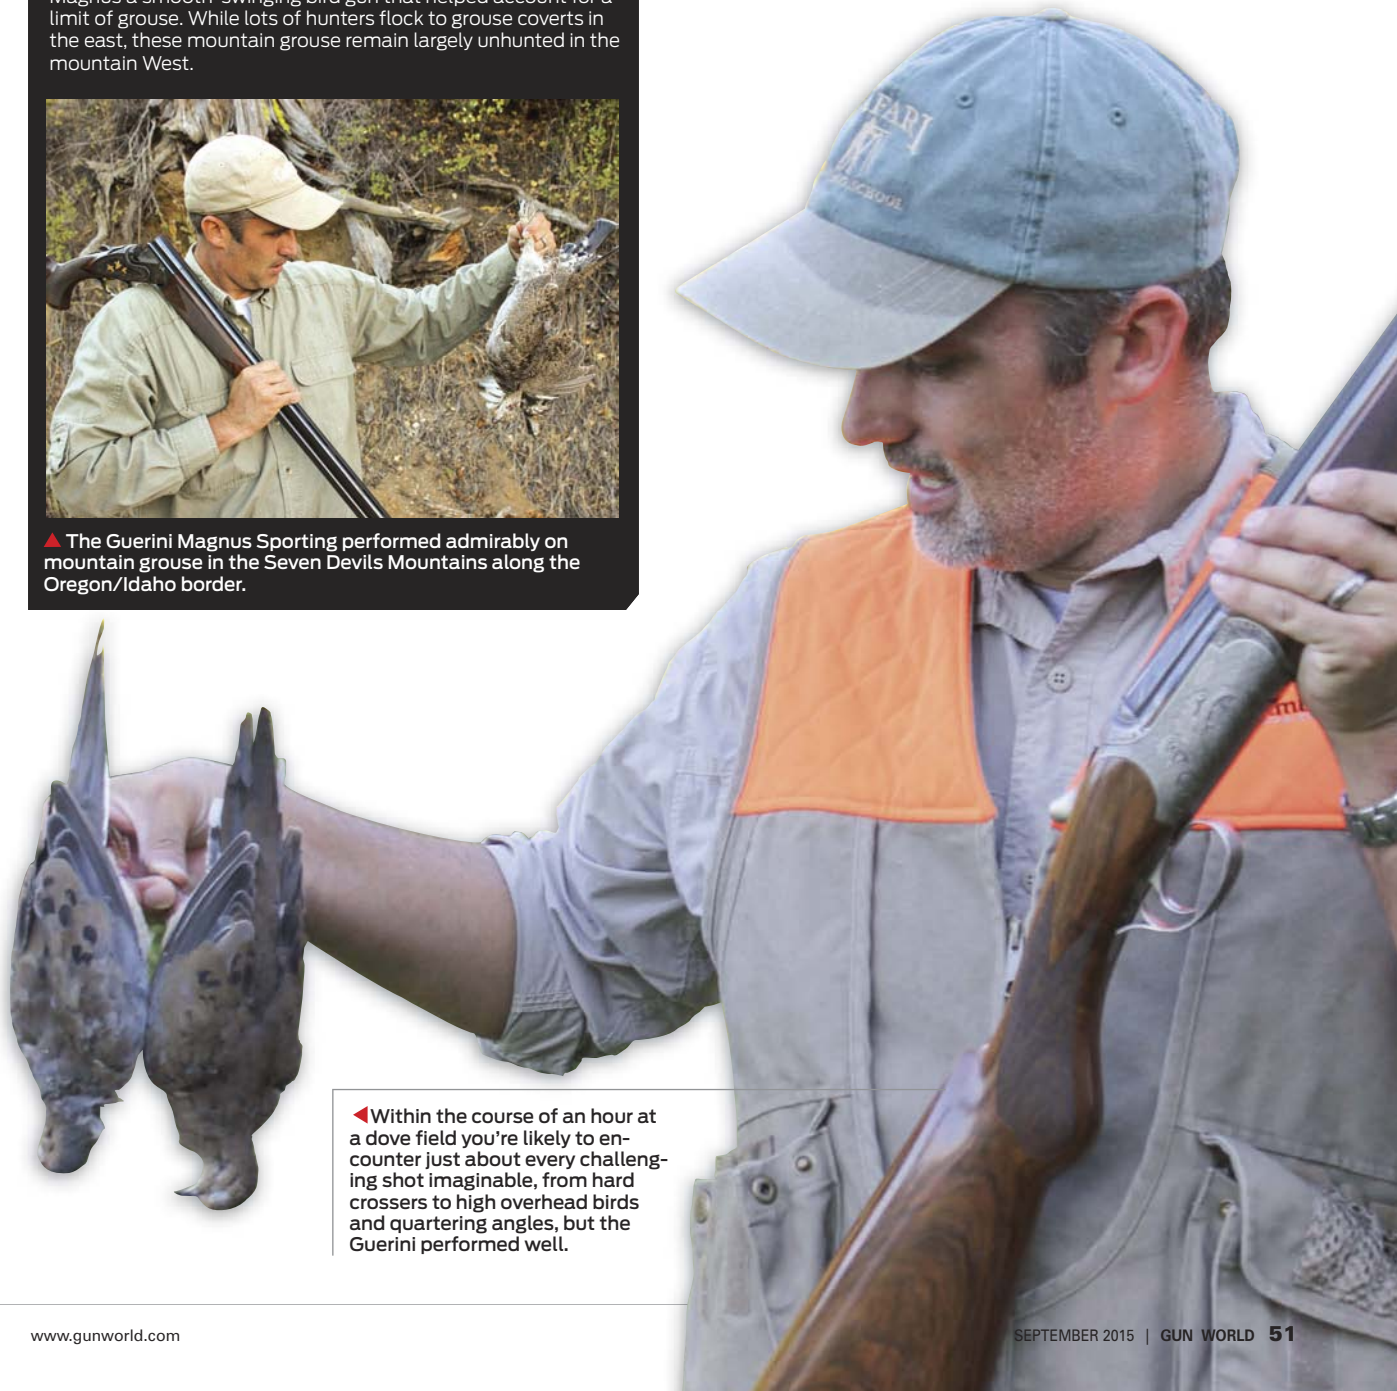 limit of grouse. While lots of hunters flock to grouse coverts in
the east, these mountain grouse remain largely unhunted in the
mountain West.
The Guerini Magnus Sporting performed admirably on
mountain grouse in the Seven Devils Mountains along the
Oregon/Idaho border.
SCHOOL
Within the course of an hour at
a dove field you're likely to en-
counter just about every challeng-
ing shot imaginable, from hard
crossers to high overhead birds
and quartering angles, but the
Guerini performed well.
www.gunworld.com
SEPTEMBER 2015 | GUN WORLD 51